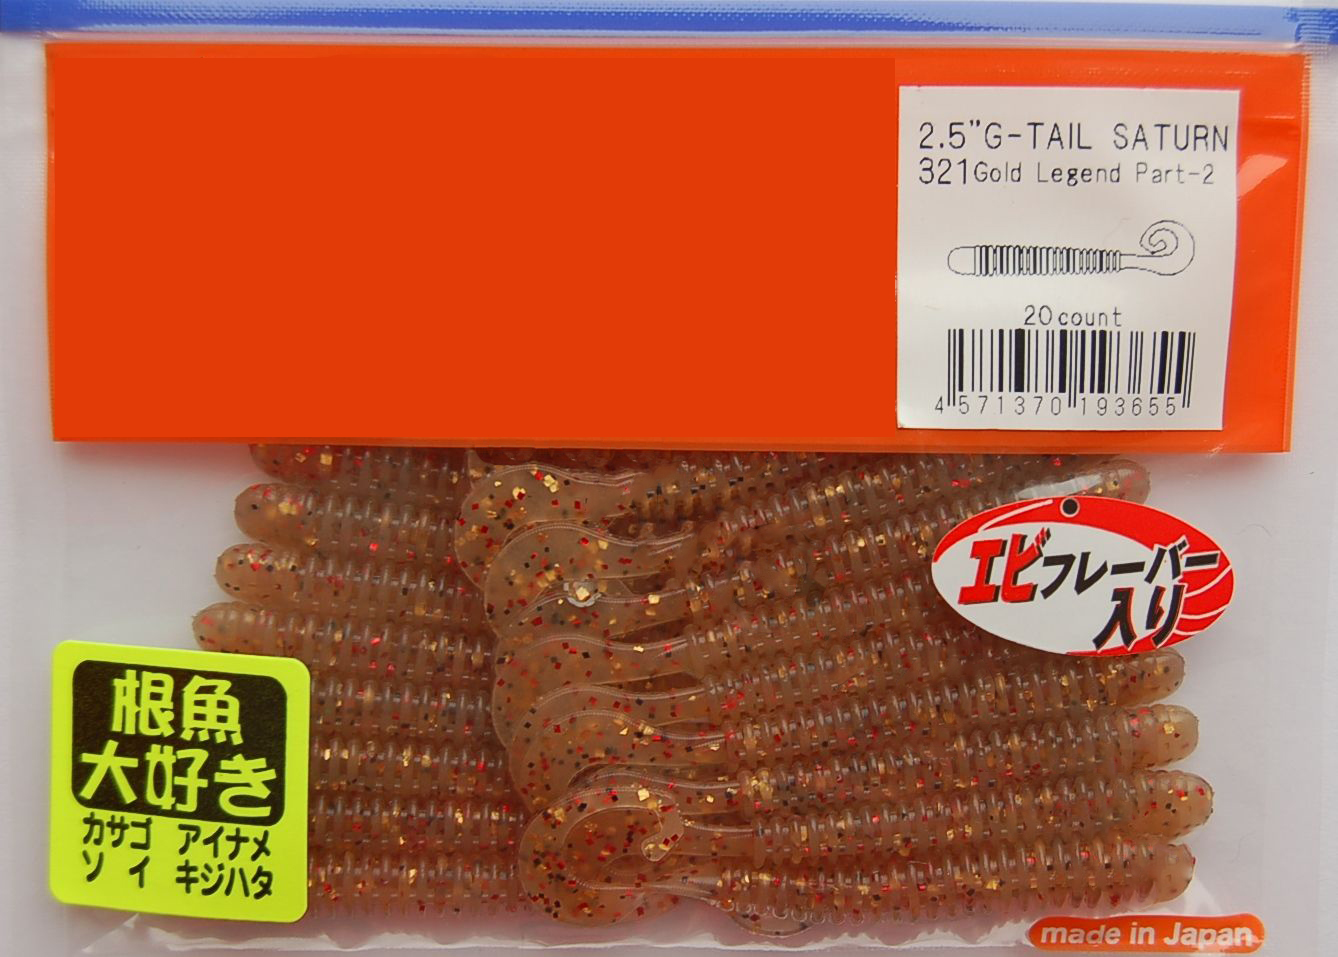 2.5"G-TAIL SATURN
321Gold Legend Part-2
20count
4 571370 193655
エビフレーバー
入り
根魚
大好き
カサゴ アイナメ
ソイ キジハタ
made in Japan